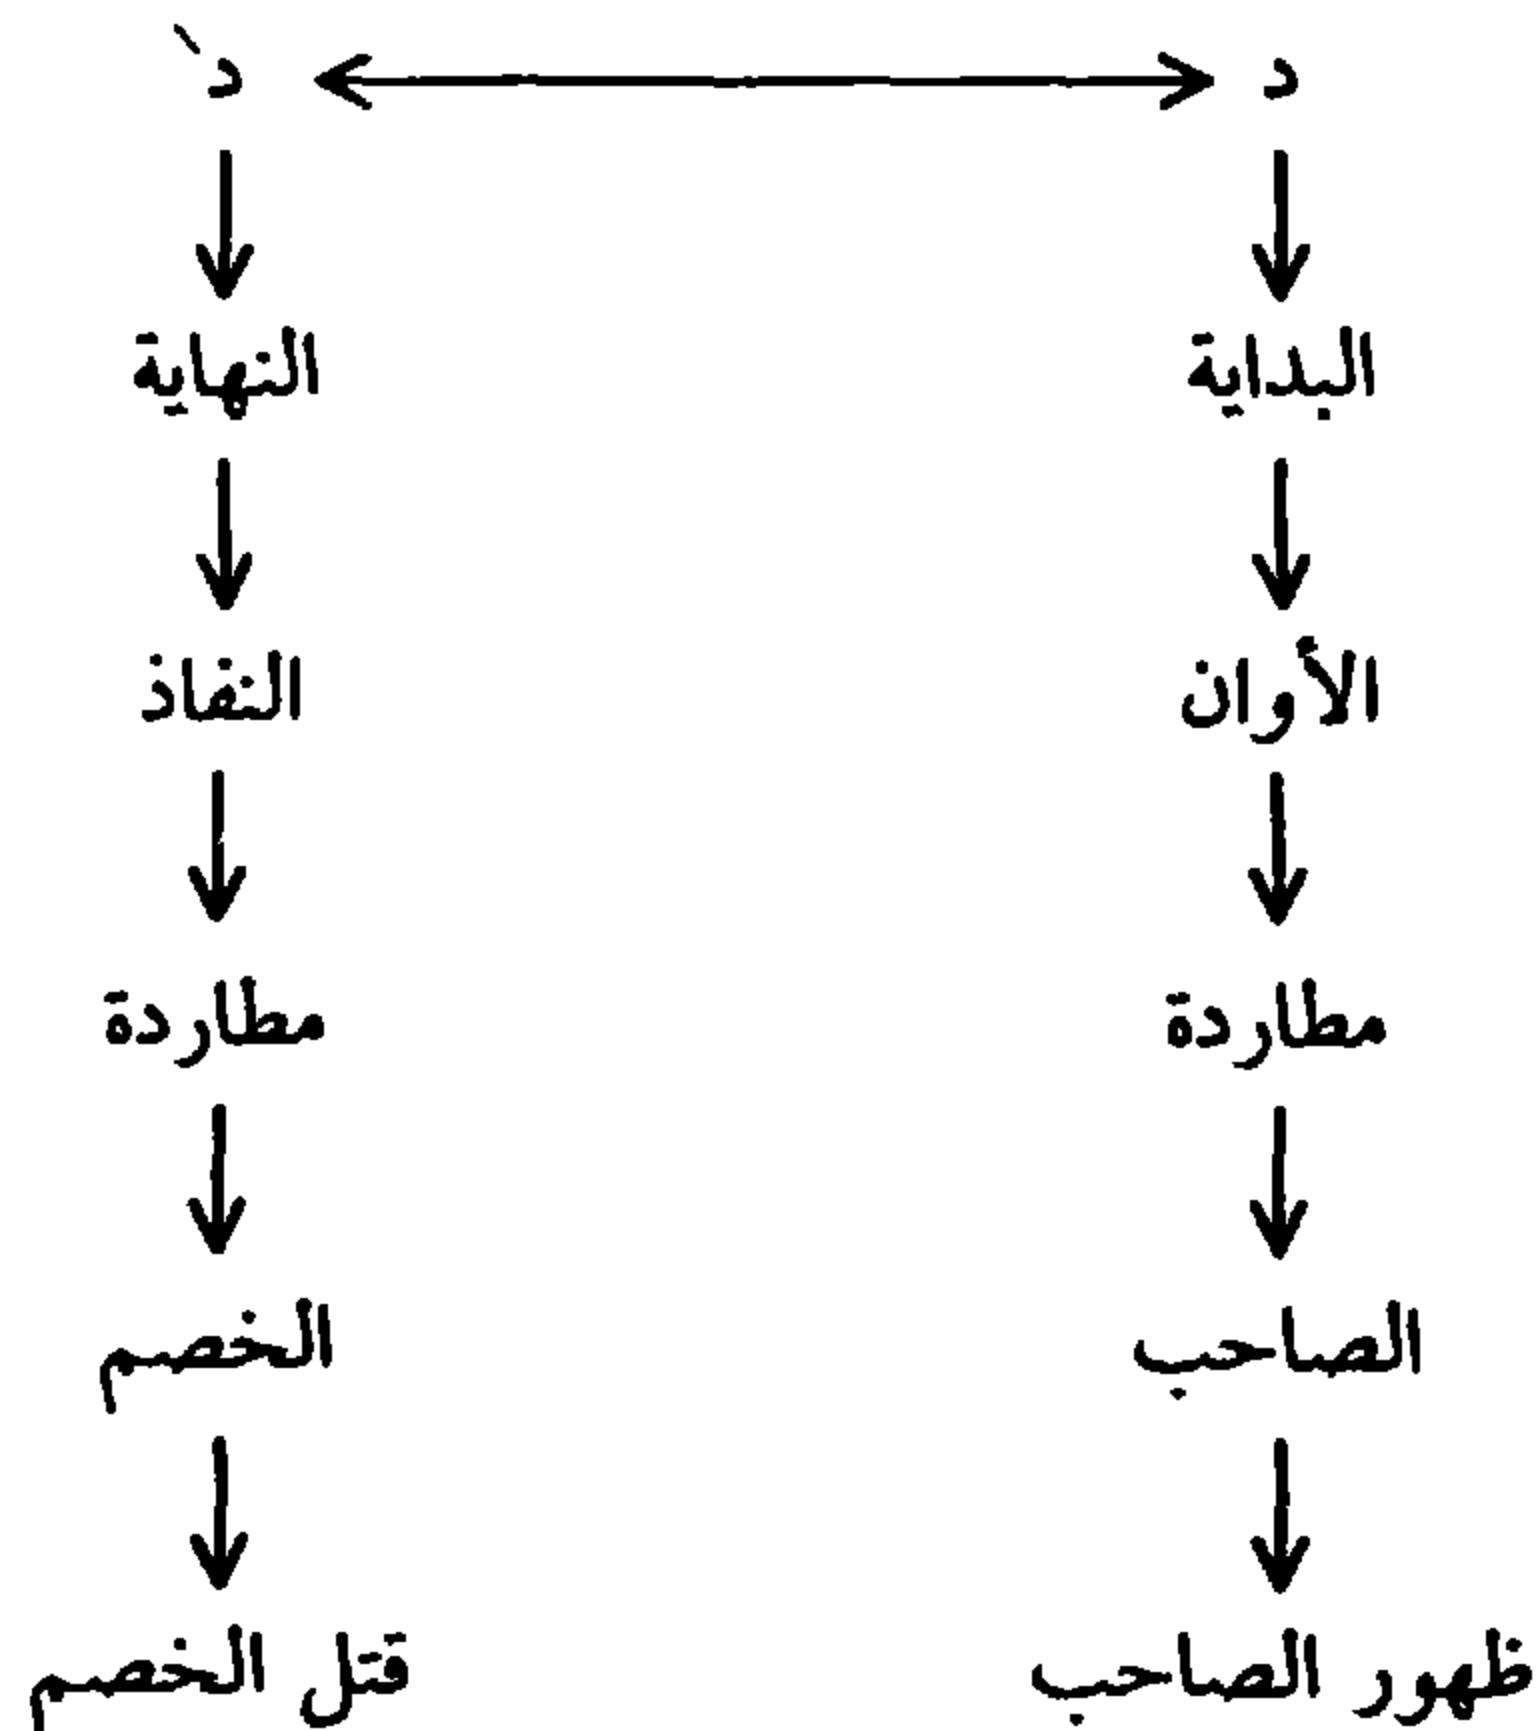 د د`
البداية النهاية
الأوان النفاذ
مطاردة مطاردة
الصاحب الخصم
ظهور الصاحب قتل الخصم